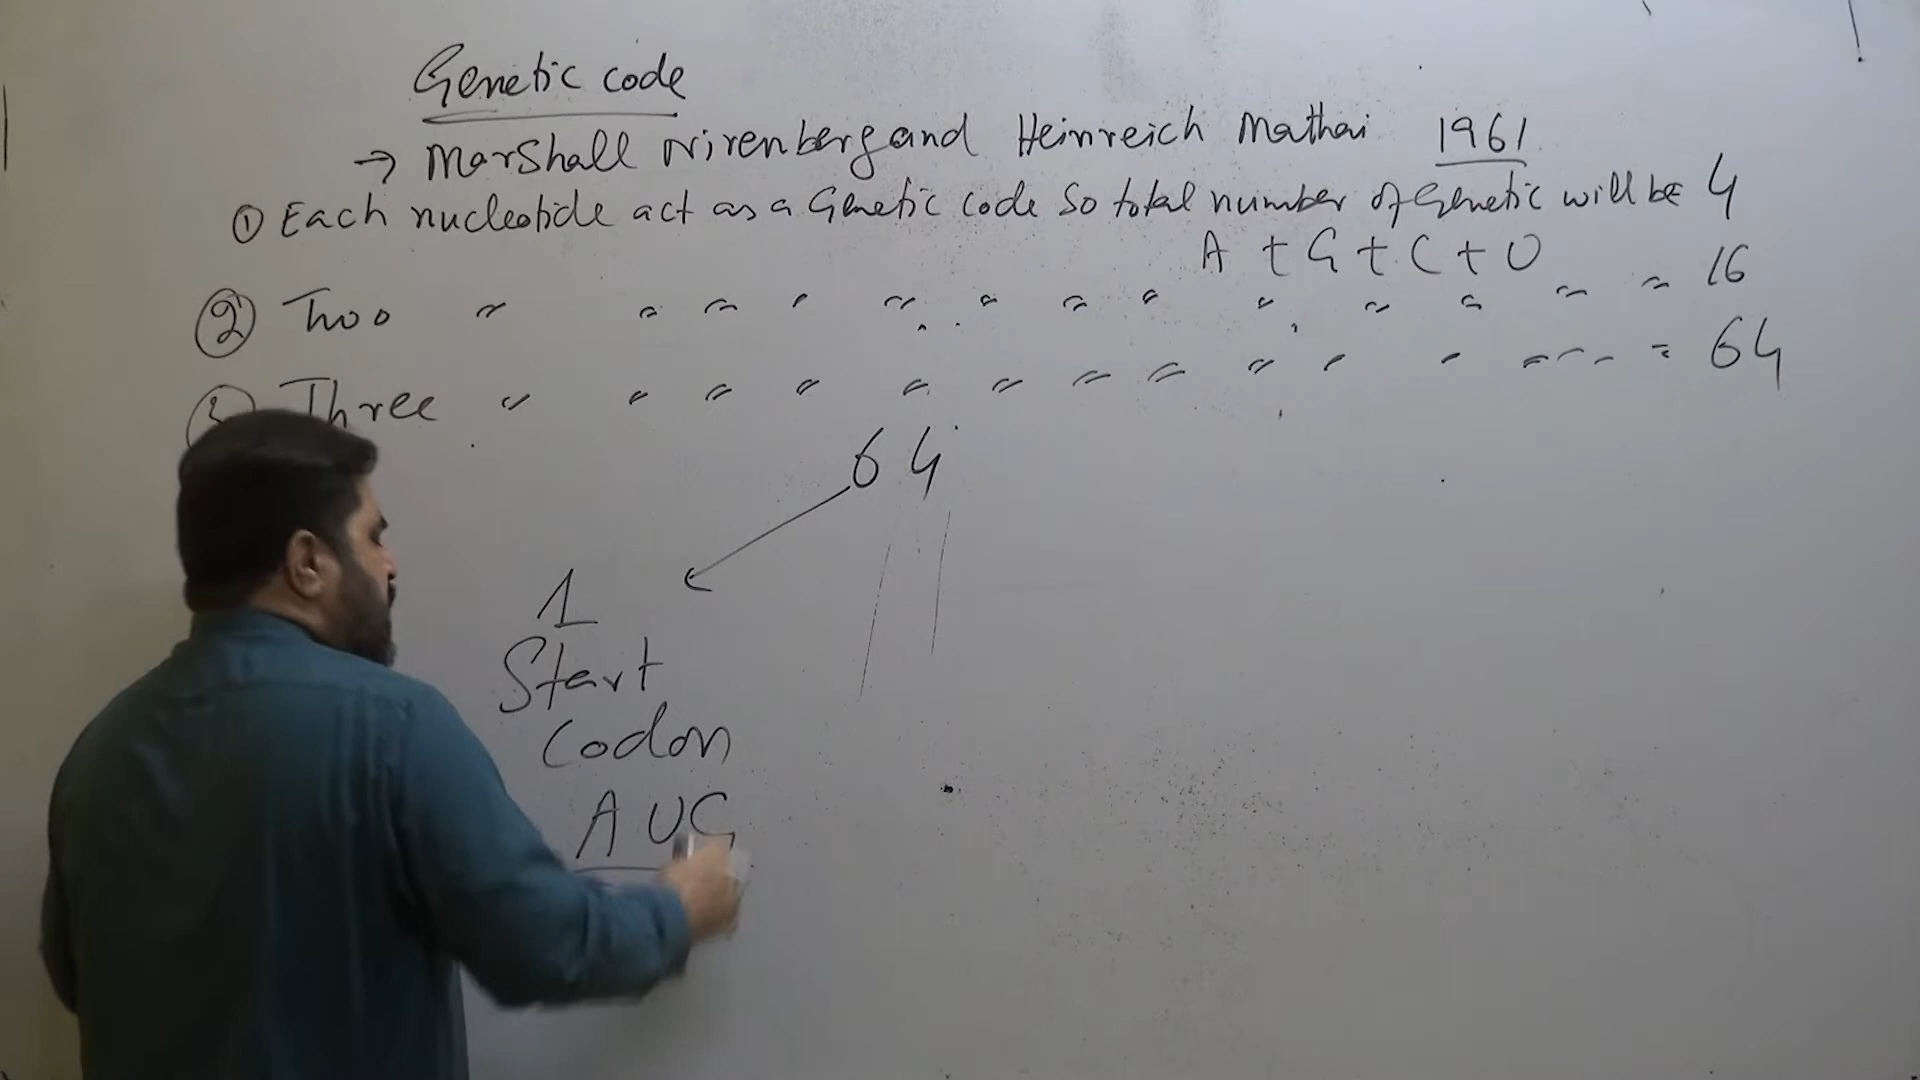 Genetic code
→ Marshall Nirenberg and Heinreich Mathai 1961
① Each nucleotide act as a Genetic code So total number of Genetic will be 4
A + G + C + U
② Two " " " " " " " " " " " " " 16
③ Three " " " " " " " " " " " " " = 64
64
1
Start
Codon
AUG